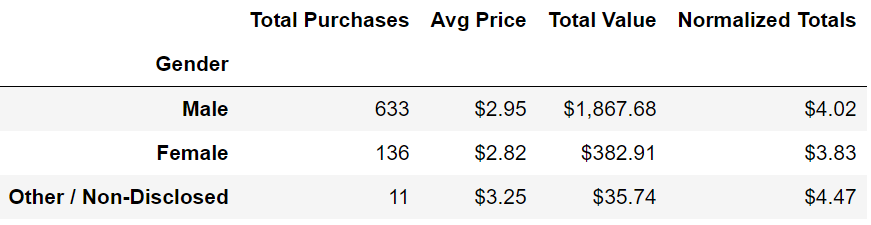 Total Purchases Avg Price Total Value Normalized Totals
Gender
Male 633 $2.95 $1,867.68 $4.02
Female 136 $2.82 $382.91 $3.83
Other / Non-Disclosed 11 $3.25 $35.74 $4.47